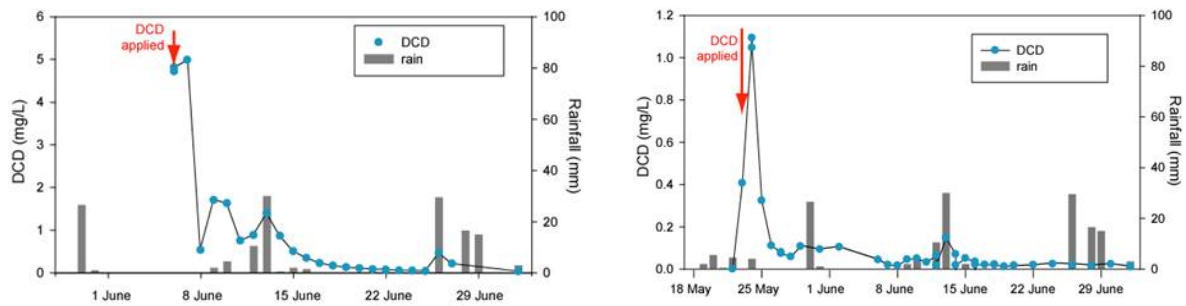 6
5
4
3
2
1
0
DCD (mg/L)
DCD
applied
DCD
rain
100
80
60
40
20
0
Rainfall (mm)
1 June
8 June
15 June
22 June
29 June
1.2
1.0
0.8
0.6
0.4
0.2
0.0
DCD (mg/L)
DCD
applied
DCD
rain
100
80
60
40
20
0
Rainfall (mm)
18 May
25 May
1 June
8 June
15 June
22 June
29 June